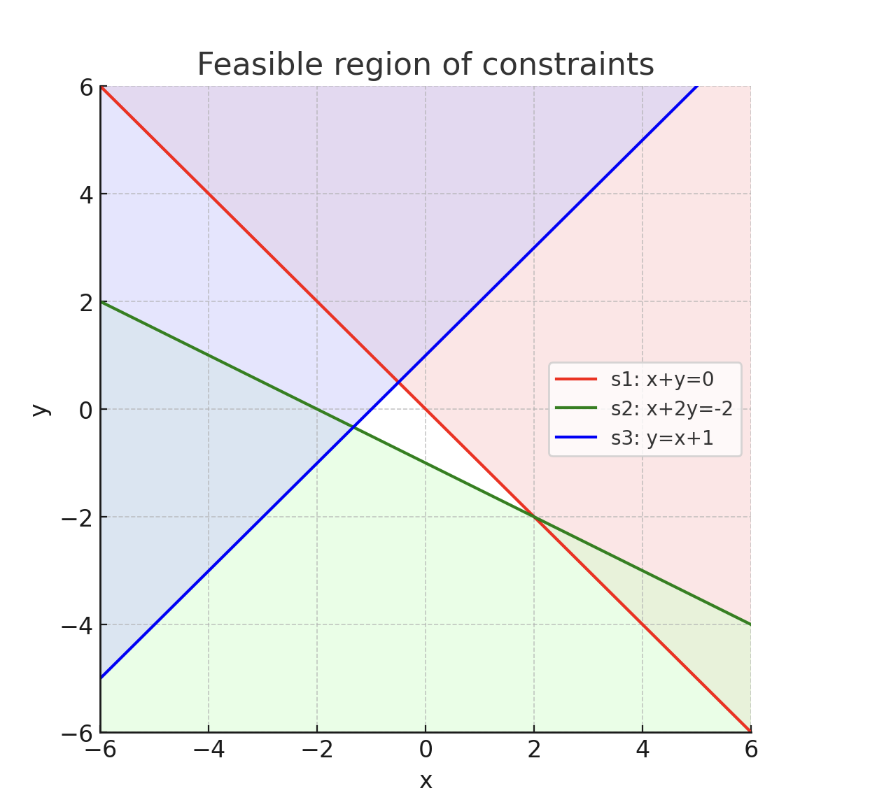 Feasible region of constraints
6
4
2
0
−2
−4
−6
y
s1: x+y=0
s2: x+2y=-2
s3: y=x+1
−6 −4 −2 0 2 4 6
x